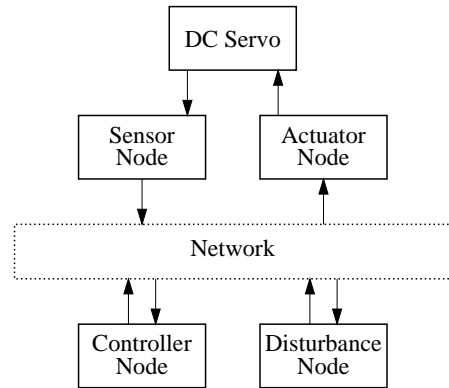 DC Servo
Sensor
Node
Actuator
Node
Network
Controller
Node
Disturbance
Node